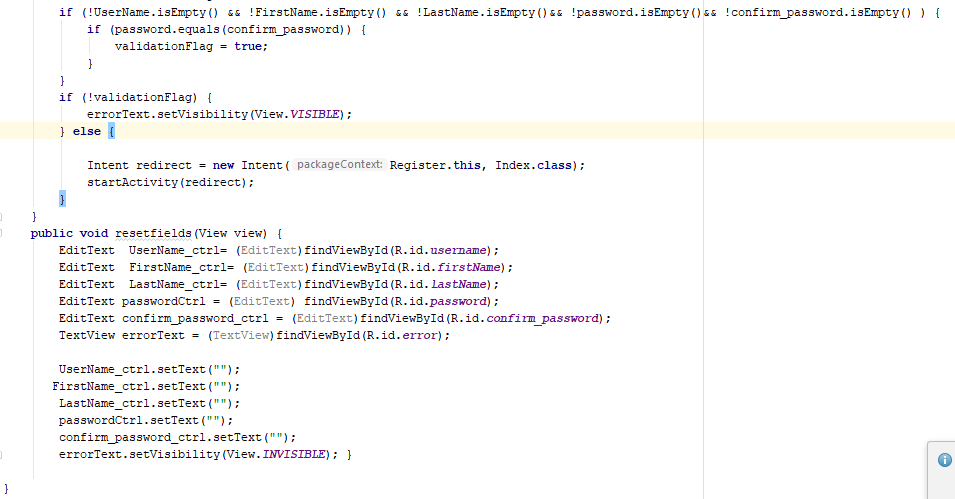 if (!UserName.isEmpty() && !FirstName.isEmpty() && !LastName.isEmpty()&& !password.isEmpty()&& !confirm_password.isEmpty() ) {
if (password.equals(confirm_password)) {
validationFlag = true;
}
}
if (!validationFlag) {
errorText.setVisibility(View.VISIBLE);
} else {
Intent redirect = new Intent( packageContext: Register.this, Index.class);
startActivity(redirect);
}
}
public void resetfields(View view) {
EditText  UserName_ctrl= (EditText)findViewById(R.id.username);
EditText  FirstName_ctrl= (EditText)findViewById(R.id.firstName);
EditText  LastName_ctrl= (EditText)findViewById(R.id.lastName);
EditText passwordCtrl = (EditText) findViewById(R.id.password);
EditText confirm_password_ctrl = (EditText)findViewById(R.id.confirm_password);
TextView errorText = (TextView)findViewById(R.id.error);
UserName_ctrl.setText("");
FirstName_ctrl.setText("");
LastName_ctrl.setText("");
passwordCtrl.setText("");
confirm_password_ctrl.setText("");
errorText.setVisibility(View.INVISIBLE); }
}